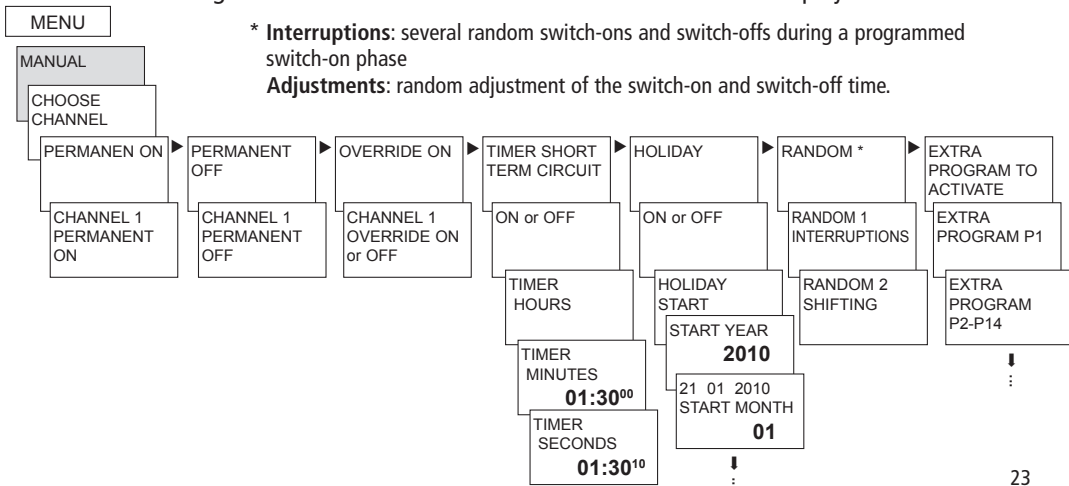 MENU
* Interruptions: several random switch-ons and switch-offs during a programmed
switch-on phase
Adjustments: random adjustment of the switch-on and switch-off time.
MANUAL
CHOOSE
CHANNEL
PERMANEN ON
CHANNEL 1
PERMANENT
ON
PERMANENT
OFF
CHANNEL 1
PERMANENT
OFF
OVERRIDE ON
CHANNEL 1
OVERRIDE ON
or OFF
TIMER SHORT
TERM CIRCUIT
ON or OFF
TIMER
HOURS
TIMER
MINUTES
01:30⁰⁰
TIMER
SECONDS
01:30¹⁰
HOLIDAY
ON or OFF
HOLIDAY
START
START YEAR
2010
21 01 2010
START MONTH
01
⋮
RANDOM *
RANDOM 1
INTERRUPTIONS
RANDOM 2
SHIFTING
EXTRA
PROGRAM TO
ACTIVATE
EXTRA
PROGRAM P1
EXTRA
PROGRAM
P2-P14
⋮
23